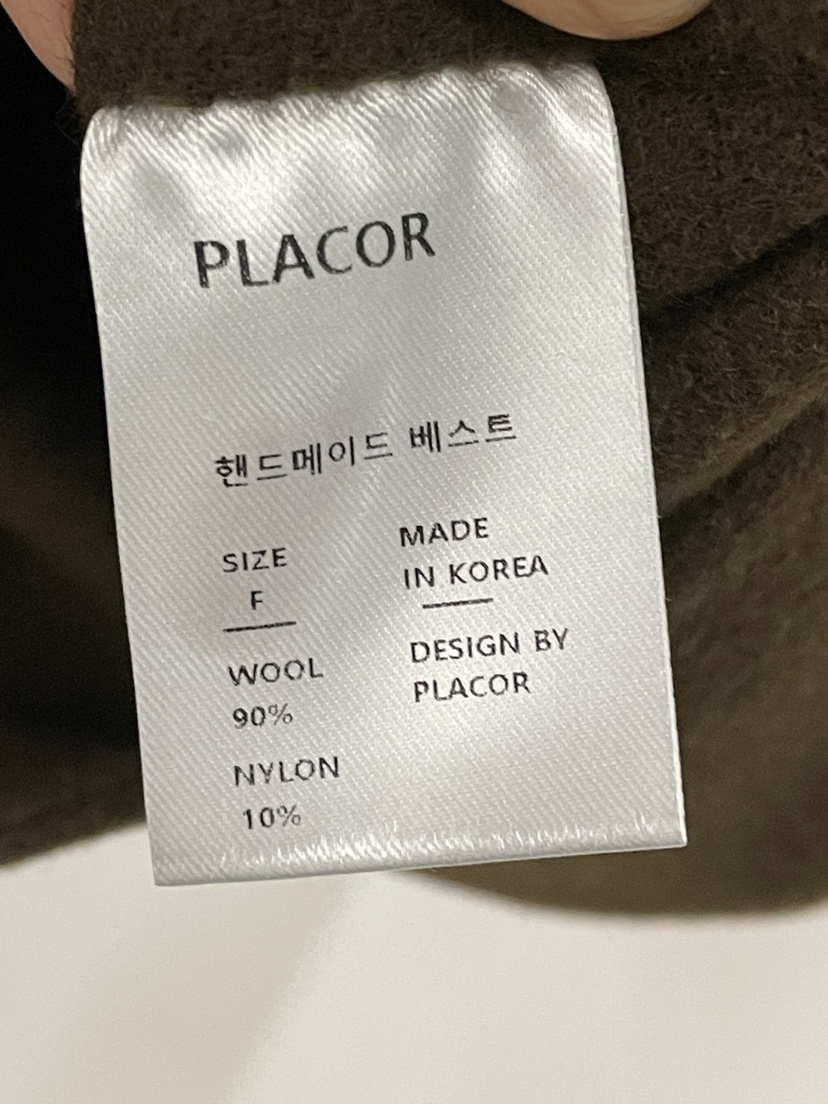 PLACOR
핸드메이드 베스트
SIZE
F
WOOL
90%
NYLON
10%
MADE
IN KOREA
DESIGN BY
PLACOR